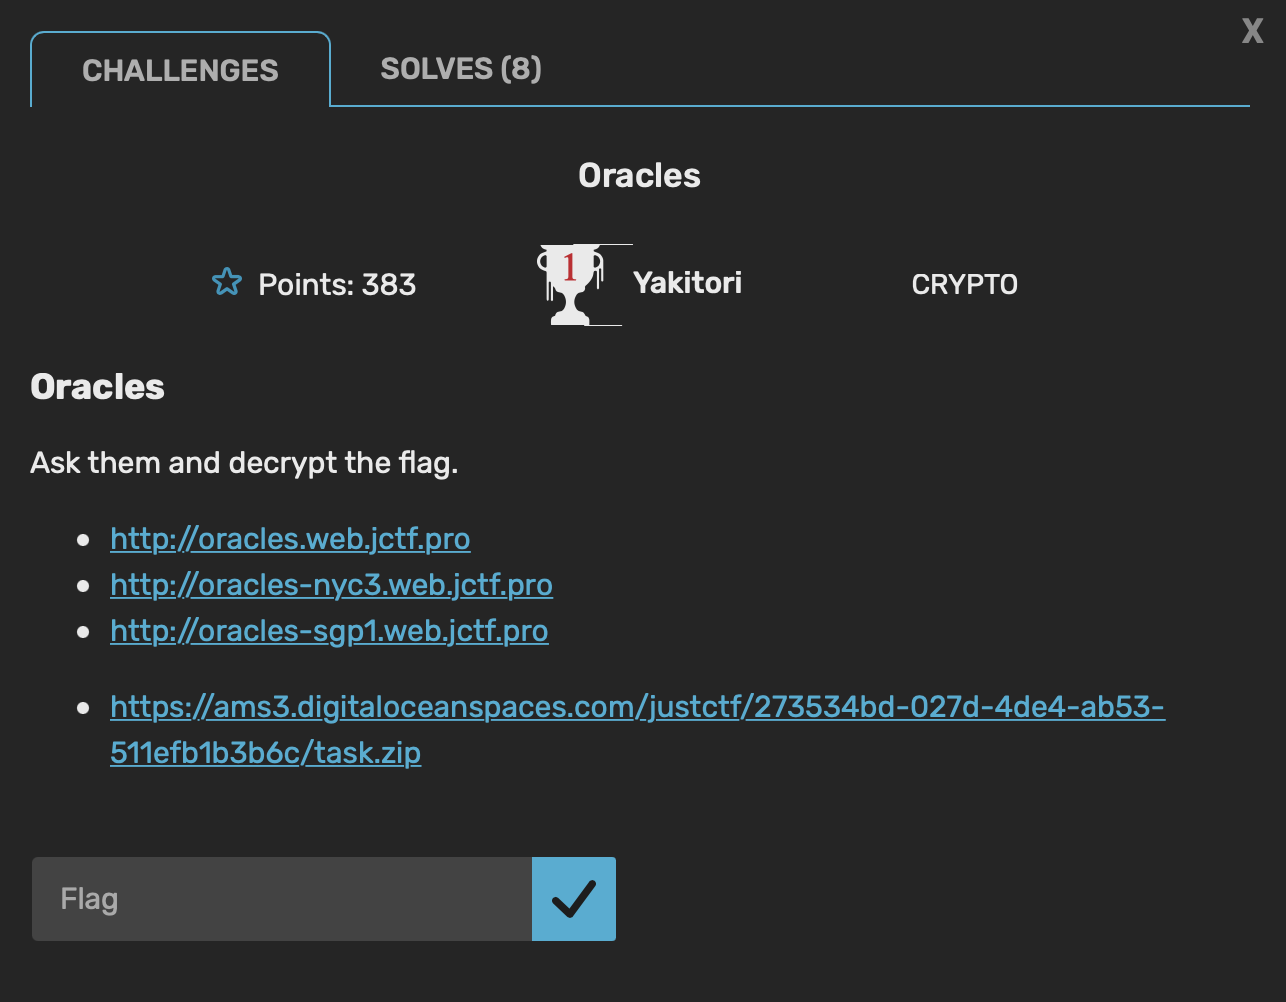 X
CHALLENGES
SOLVES (8)
Oracles
Points: 383
1
Yakitori
CRYPTO
Oracles
Ask them and decrypt the flag.
http://oracles.web.jctf.pro
http://oracles-nyc3.web.jctf.pro
http://oracles-sgp1.web.jctf.pro
https://ams3.digitaloceanspaces.com/justctf/273534bd-027d-4de4-ab53-
511efb1b3b6c/task.zip
Flag